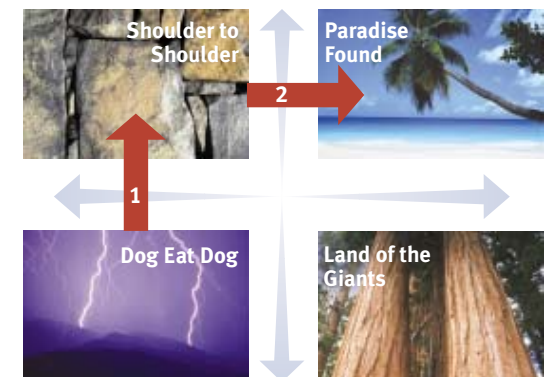 Shoulder to
Shoulder
Paradise
Found
2
1
Dog Eat Dog
Land of the
Giants